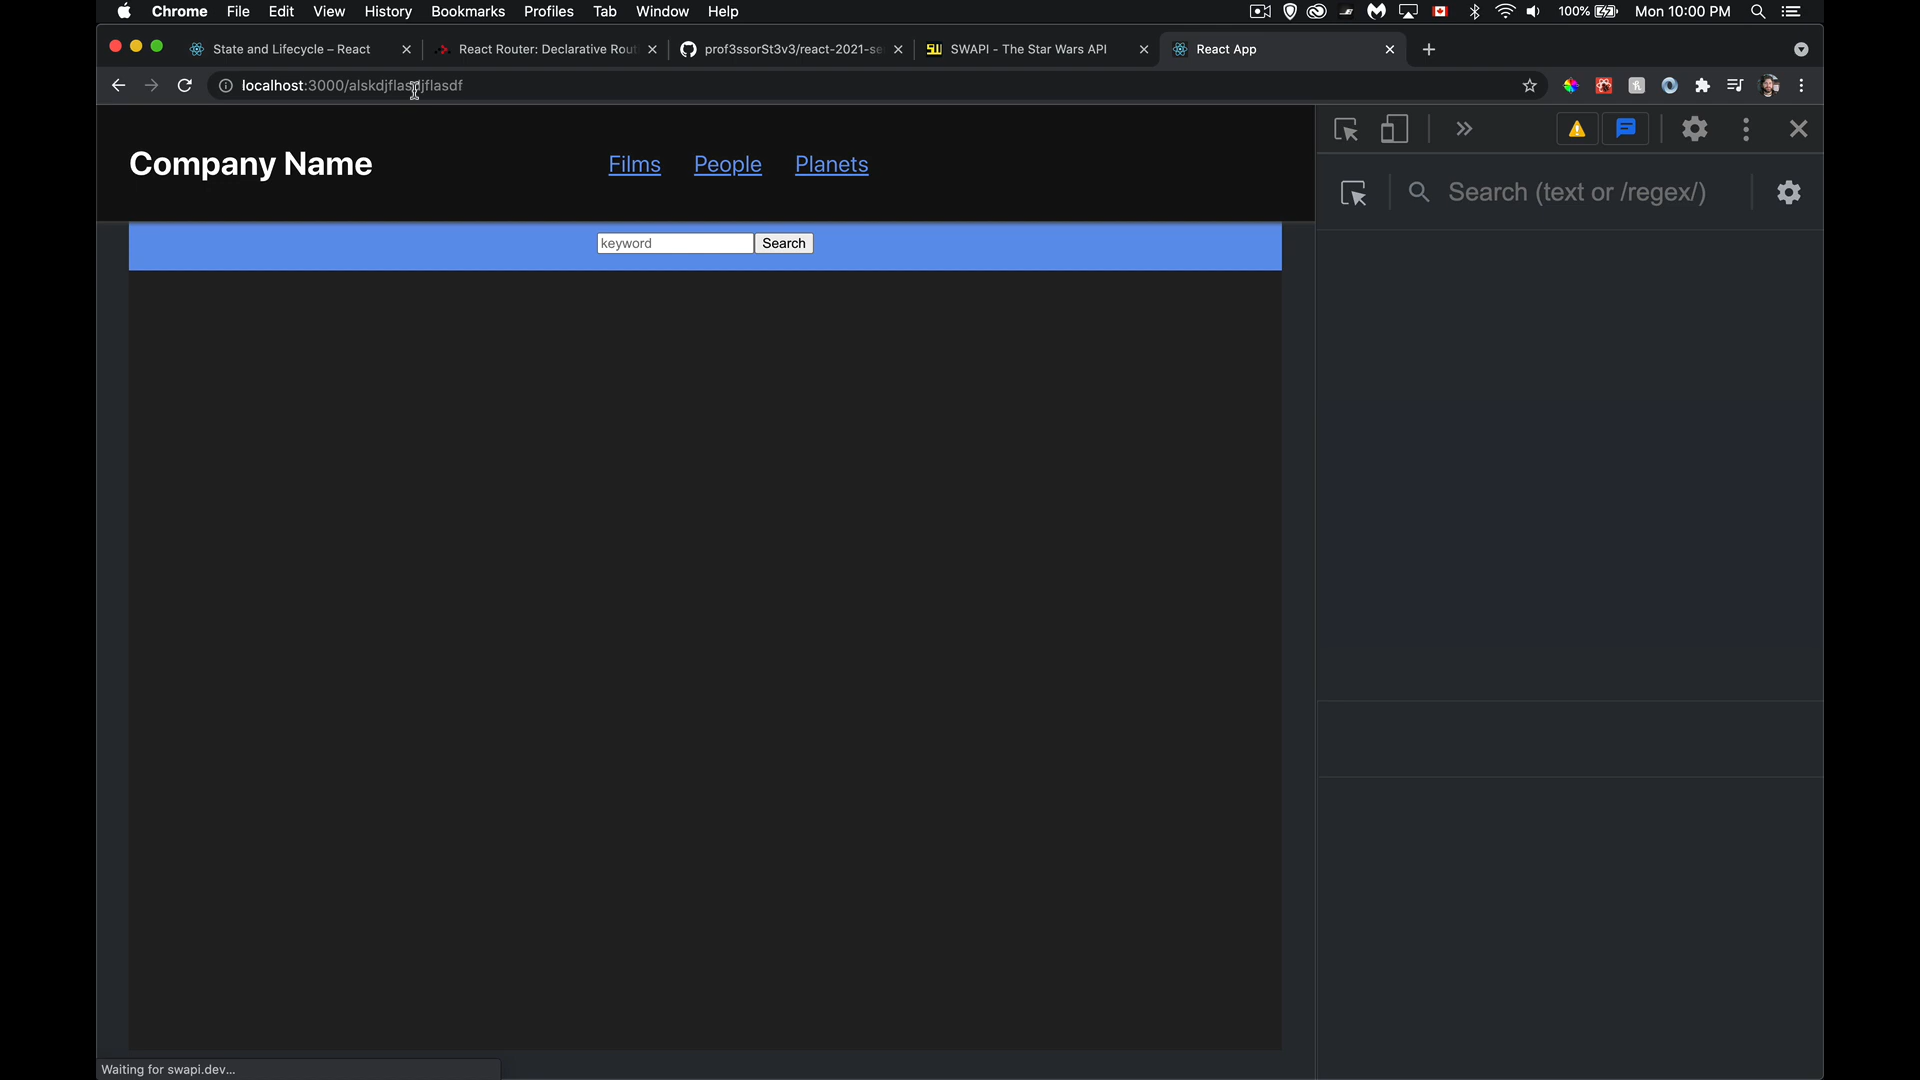 Chrome File Edit View History Bookmarks Profiles Tab Window Help 100% Mon 10:00 PM
State and Lifecycle – React React Router: Declarative Rout prof3ssorSt3v3/react-2021-se SWAPI - The Star Wars API React App
localhost:3000/alskdjflasdjflasdf
Company Name Films People Planets
Search (text or /regex/)
keyword Search
Waiting for swapi.dev...